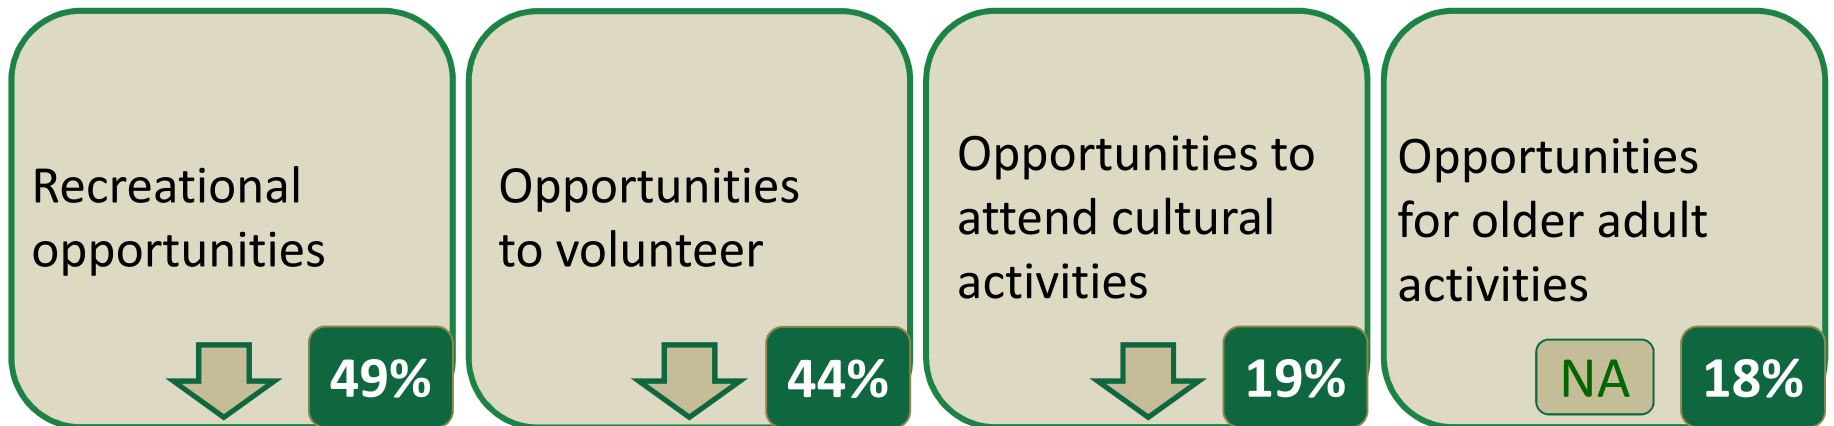 Recreational
opportunities
49%
Opportunities
to volunteer
44%
Opportunities to
attend cultural
activities
19%
Opportunities
for older adult
activities
NA
18%